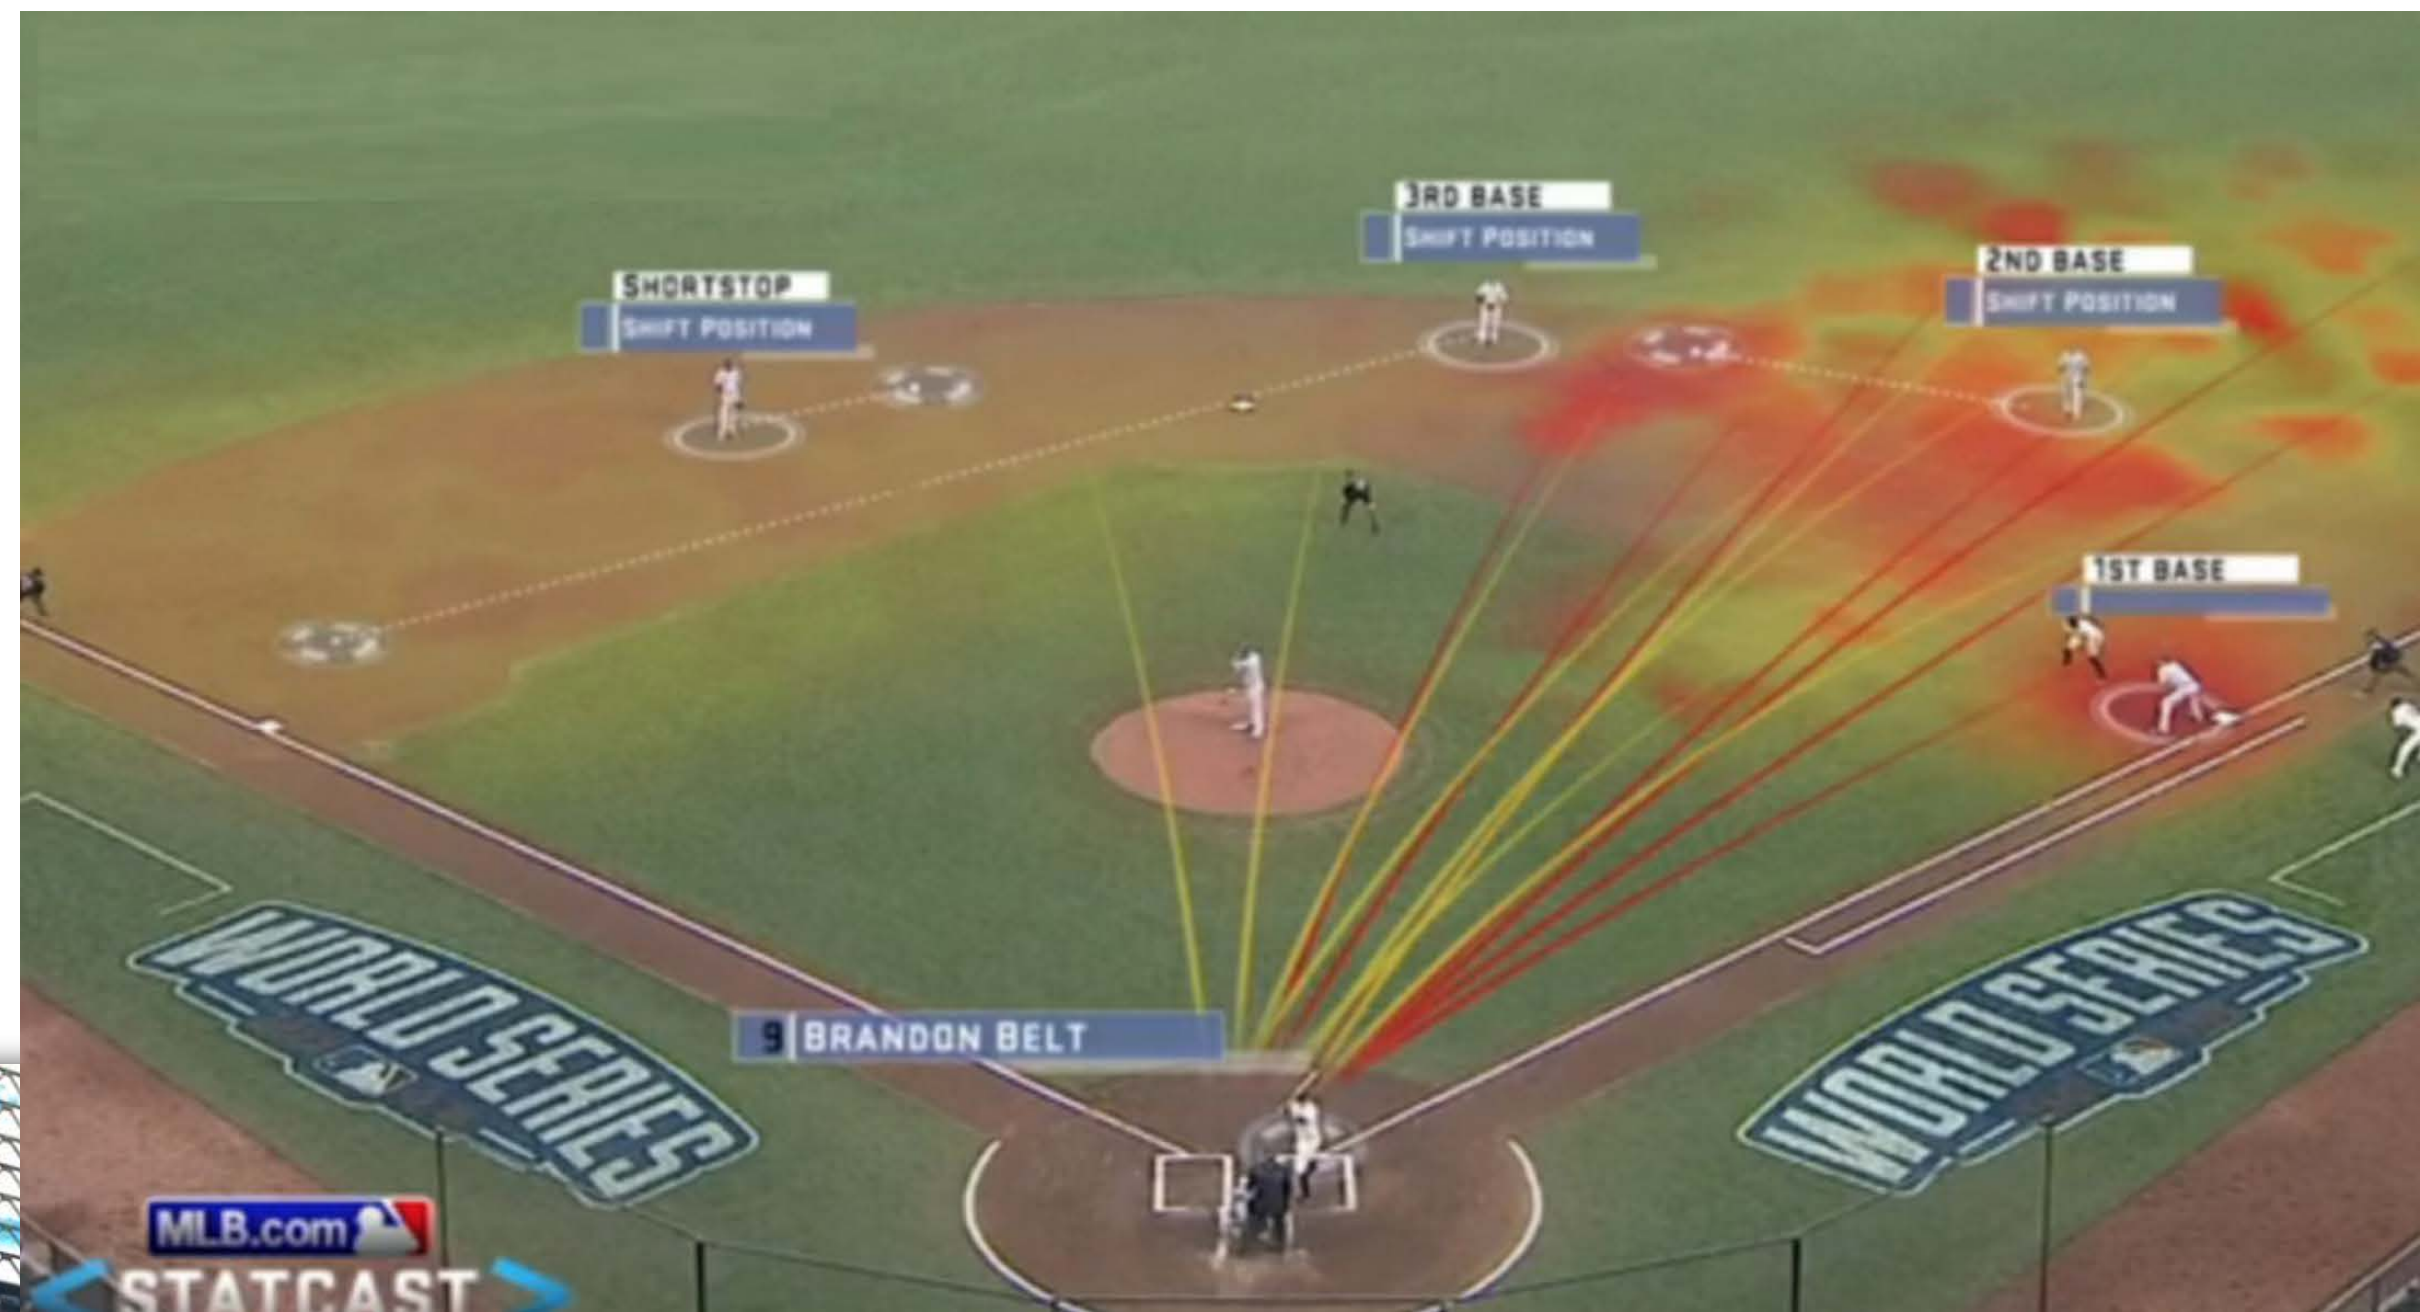 3RD BASE
SHIFT POSITION
2ND BASE
SHIFT POSITION
SHORTSTOP
SHIFT POSITION
1ST BASE
9 BRANDON BELT
WORLD SERIES
WORLD SERIES
MLB.com
STATCAST